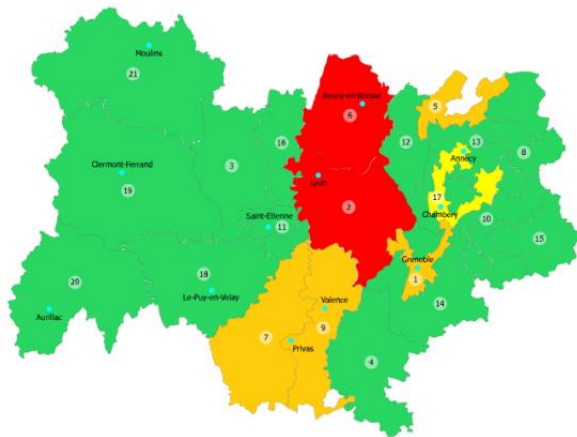 Moulins
21
Bourg-en-Bresse
6
5
16
12
13
Annecy
8
3
Clermont-Ferrand
19
Lyon
17
Chambéry
2
10
Saint-Etienne
11
15
Grenoble
1
18
20
Le-Puy-en-Velay
14
Aurillac
Valence
9
7
Privas
4